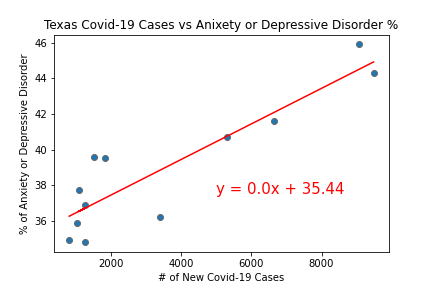 Texas Covid-19 Cases vs Anixety or Depressive Disorder %
46
44
42
40
38
36
% of Anxiety or Depressive Disorder
y = 0.0x + 35.44
2000 4000 6000 8000
# of New Covid-19 Cases